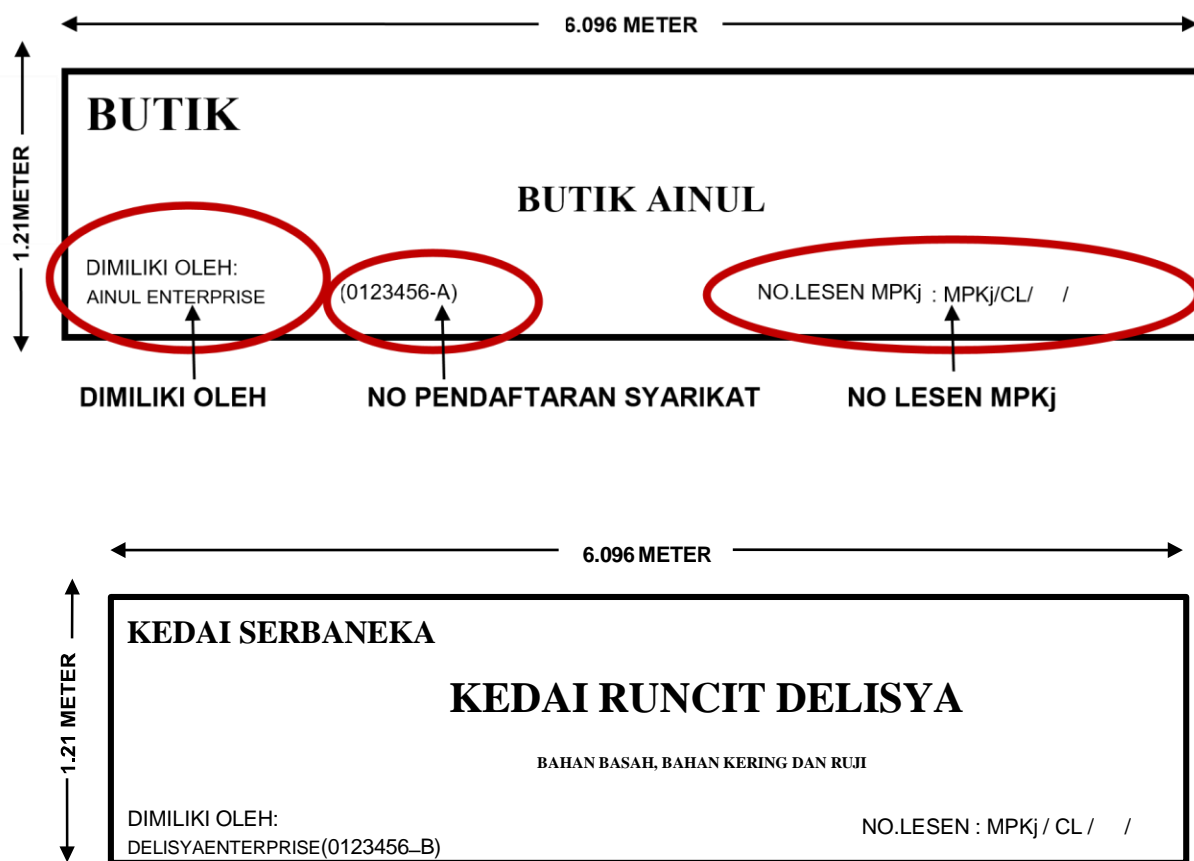 6.096 METER
1.21METER
BUTIK
BUTIK AINUL
DIMILIKI OLEH:
AINUL ENTERPRISE (0123456-A) NO.LESEN MPKj : MPKj/CL/ /
DIMILIKI OLEH NO PENDAFTARAN SYARIKAT NO LESEN MPKj
6.096 METER
1.21 METER
KEDAI SERBANEKA
KEDAI RUNCIT DELISYA
BAHAN BASAH, BAHAN KERING DAN RUJI
DIMILIKI OLEH:
DELISYAENTERPRISE(0123456-B)
NO.LESEN : MPKj / CL / /